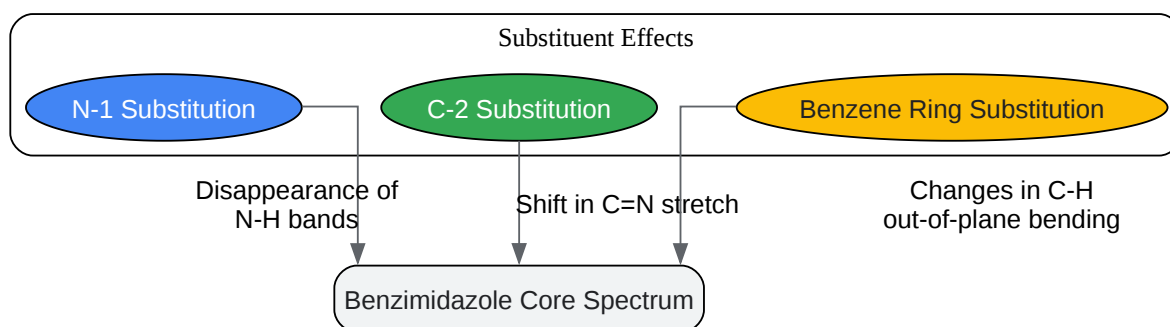 Substituent Effects
N-1 Substitution
C-2 Substitution
Benzene Ring Substitution
Disappearance of
N-H bands
Shift in C=N stretch
Changes in C-H
out-of-plane bending
Benzimidazole Core Spectrum